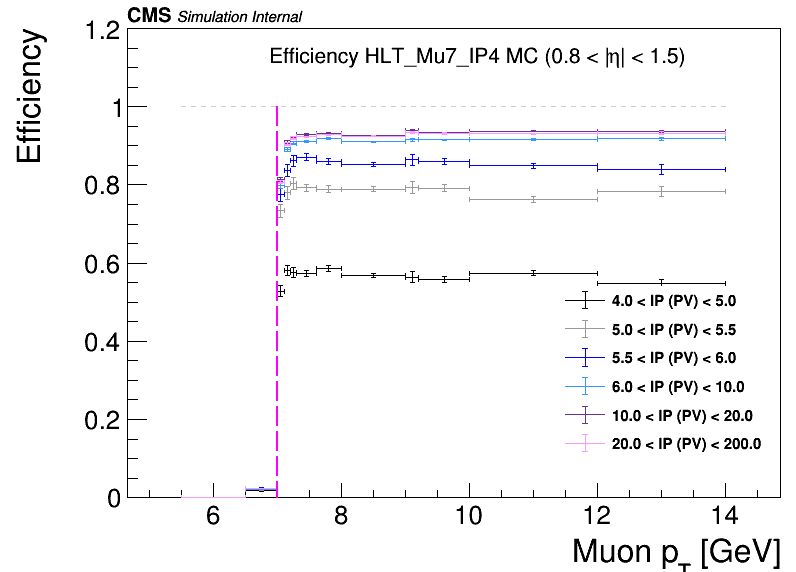 CMS Simulation Internal
Efficiency HLT_Mu7_IP4 MC (0.8 < |η| < 1.5)
Efficiency
1.2
1
0.8
0.6
0.4
0.2
0
4.0 < IP (PV) < 5.0
5.0 < IP (PV) < 5.5
5.5 < IP (PV) < 6.0
6.0 < IP (PV) < 10.0
10.0 < IP (PV) < 20.0
20.0 < IP (PV) < 200.0
6 8 10 12 14
Muon p_T [GeV]